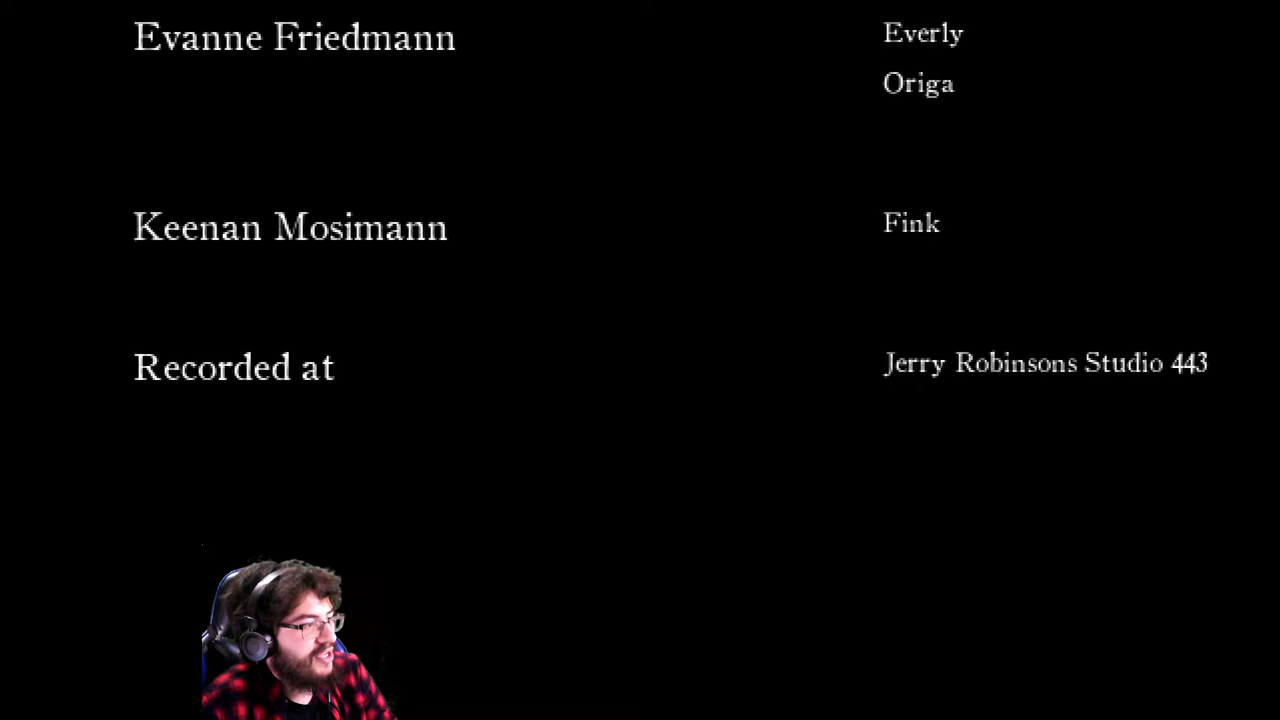 Evanne Friedmann
Everly
Origa
Keenan Mosimann
Fink
Recorded at
Jerry Robinsons Studio 443